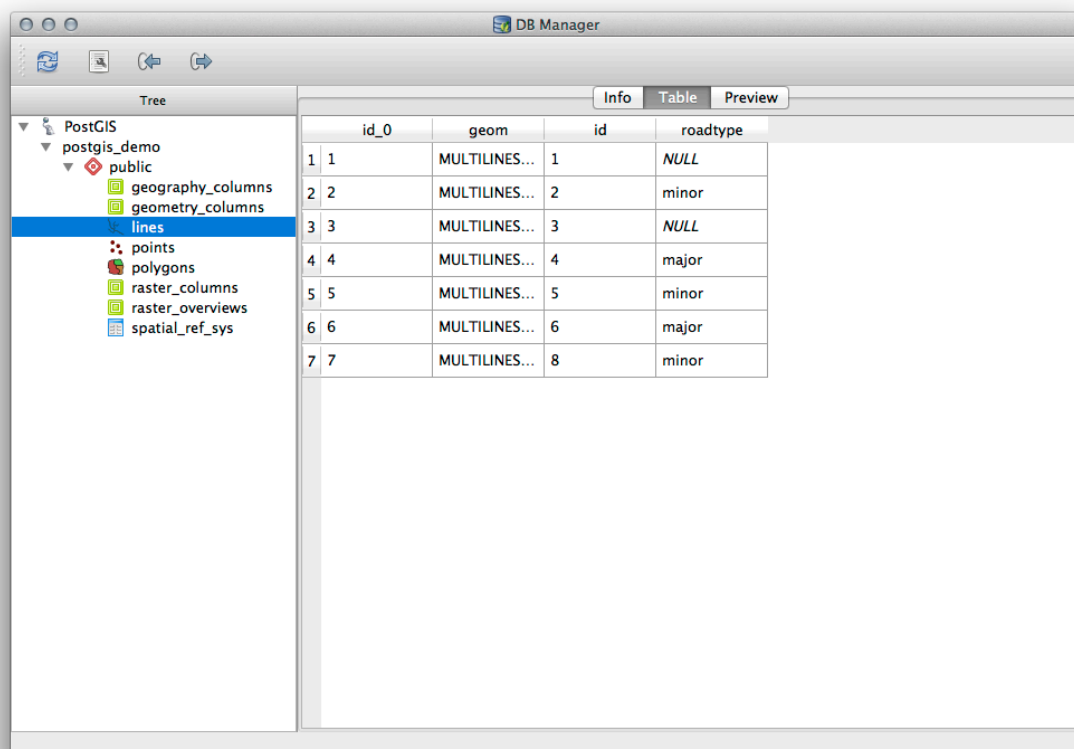 DB Manager
Tree
Info Table Preview
PostGIS
postgis_demo
public
geography_columns
geometry_columns
lines
points
polygons
raster_columns
raster_overviews
spatial_ref_sys
id_0 geom id roadtype
1 1 MULTILINES... 1 NULL
2 2 MULTILINES... 2 minor
3 3 MULTILINES... 3 NULL
4 4 MULTILINES... 4 major
5 5 MULTILINES... 5 minor
6 6 MULTILINES... 6 major
7 7 MULTILINES... 8 minor